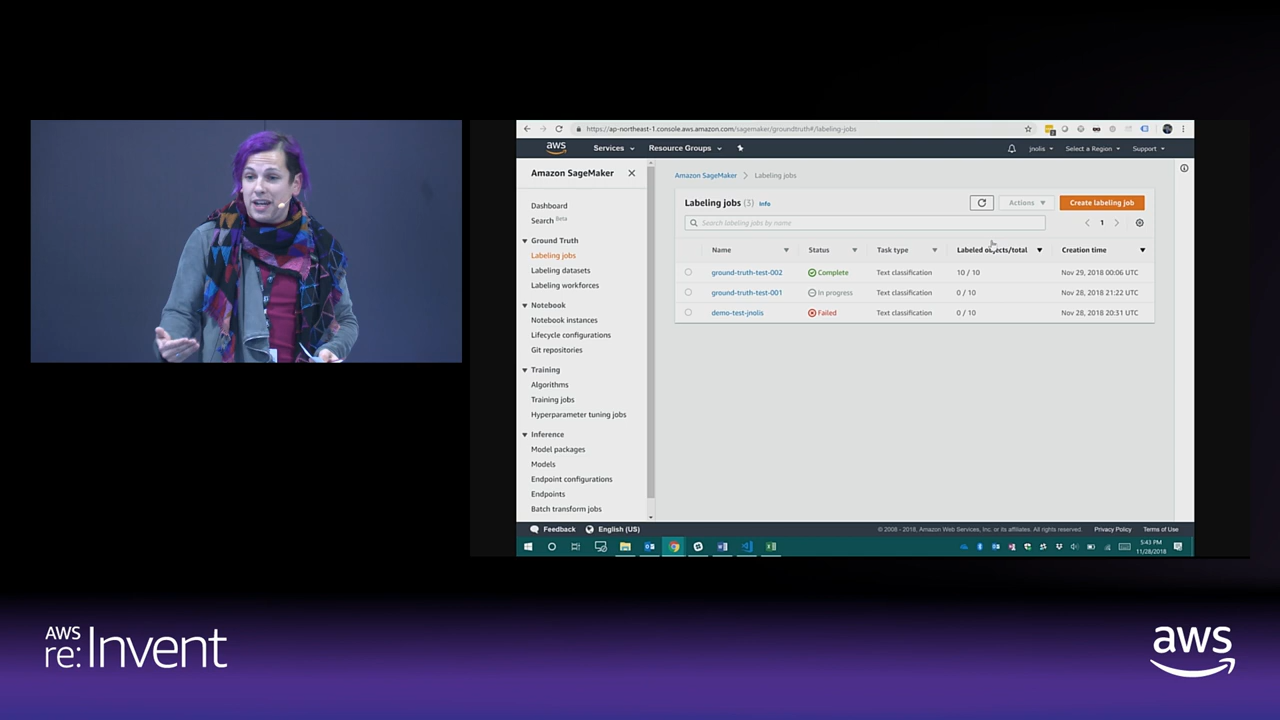 https://ap-northeast-1.console.aws.amazon.com/sagemaker/groundtruth#/labeling-jobs
aws
Services
Resource Groups
jnolis
Select a Region
Support
Amazon SageMaker
Dashboard
Search Beta
Ground Truth
Labeling jobs
Labeling datasets
Labeling workforces
Notebook
Notebook instances
Lifecycle configurations
Git repositories
Training
Algorithms
Training jobs
Hyperparameter tuning jobs
Inference
Model packages
Models
Endpoint configurations
Endpoints
Batch transform jobs
Amazon SageMaker > Labeling jobs
Labeling jobs (3) Info
Actions
Create labeling job
Search labeling jobs by name
1
Name Status Task type Labeled objects/total Creation time
ground-truth-test-002 Complete Text classification 10 / 10 Nov 29, 2018 00:06 UTC
ground-truth-test-001 In progress Text classification 0 / 10 Nov 28, 2018 21:22 UTC
demo-test-jnolis Failed Text classification 0 / 10 Nov 28, 2018 20:31 UTC
Feedback English (US) © 2008 - 2018, Amazon Web Services, Inc. or its affiliates. All rights reserved. Privacy Policy Terms of Use
5:43 PM
11/28/2018
AWS
re:Invent
aws